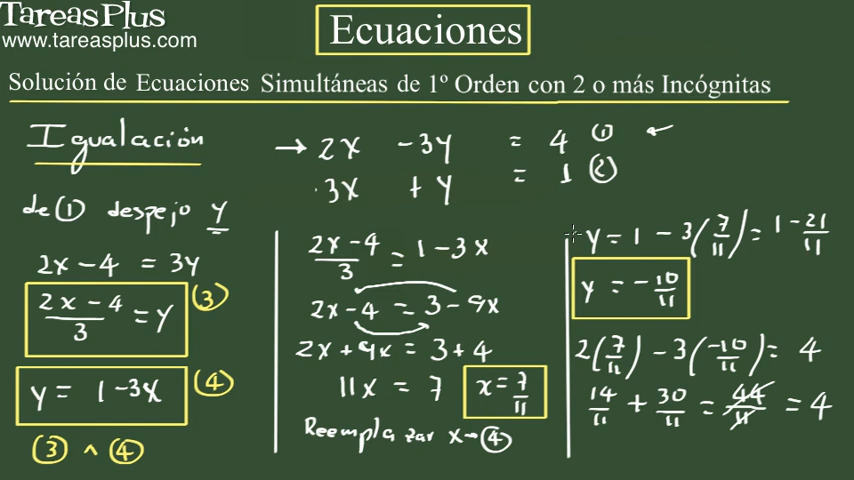 TareasPlus
www.tareasplus.com
Ecuaciones
Solución de Ecuaciones Simultáneas de 1º Orden con 2 o más Incógnitas
Igualación
→ 2x - 3y = 4 (1) ←
3x + y = 1 (2)
de (1) despejo y
2x - 4 = 3y
(2x - 4)/3 = y (3)
y = 1 - 3x (4)
(3) ^ (4)
(2x - 4)/3 = 1 - 3x
2x - 4 = 3 - 9x
2x + 9x = 3 + 4
11x = 7
x = 7/11
Reemplazar x → (4)
y = 1 - 3(7/11) = 1 - 21/11
y = -10/11
2(7/11) - 3(-10/11) = 4
14/11 + 30/11 = 44/11 = 4